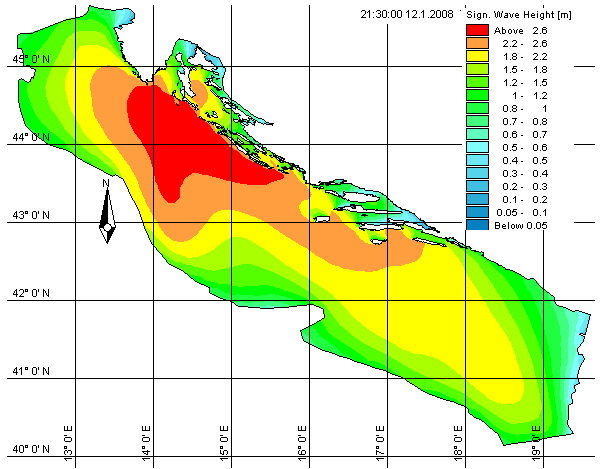 21:30:00 12.1.2008 Sign. Wave Height [m]
Above 2.6
2.2 - 2.6
1.8 - 2.2
1.5 - 1.8
1.2 - 1.5
1 - 1.2
0.8 - 1
0.7 - 0.8
0.6 - 0.7
0.5 - 0.6
0.4 - 0.5
0.3 - 0.4
0.2 - 0.3
0.1 - 0.2
0.05 - 0.1
Below 0.05
45° 0' N
44° 0' N
N
43° 0' N
42° 0' N
41° 0' N
40° 0' N
13° 0' E
14° 0' E
15° 0' E
16° 0' E
17° 0' E
18° 0' E
19° 0' E